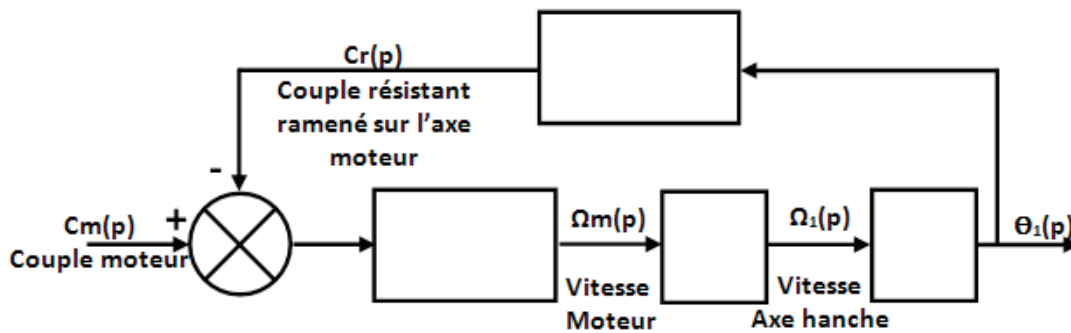 Cr(p)
Couple résistant
ramené sur l'axe
moteur
-
+
Cm(p)
Couple moteur
Ωm(p)
Vitesse
Moteur
Ω₁(p)
Vitesse
Axe hanche
ϴ₁(p)